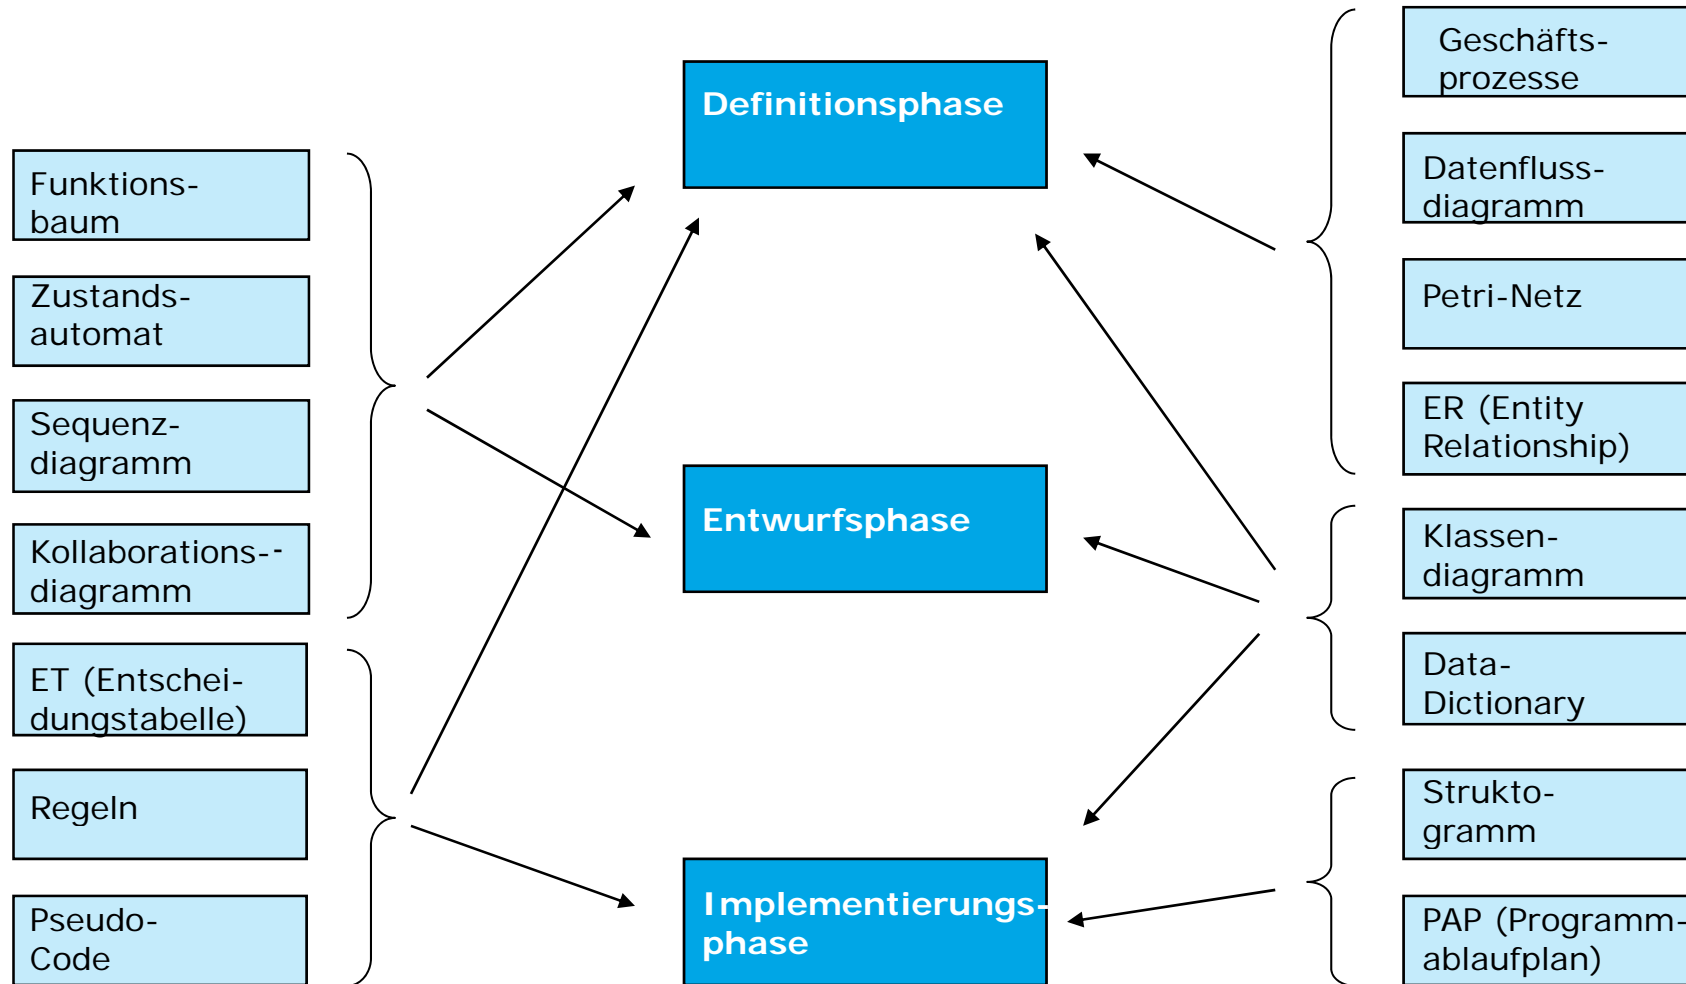 Funktions-
baum
Zustands-
automat
Sequenz-
diagramm
Kollaborations--
diagramm
ET (Entschei-
dungstabelle)
Regeln
Pseudo-
Code
Definitionsphase
Entwurfsphase
Implementierungs-
phase
Geschäfts-
prozesse
Datenfluss-
diagramm
Petri-Netz
ER (Entity
Relationship)
Klassen-
diagramm
Data-
Dictionary
Strukto-
gramm
PAP (Programm-
ablaufplan)